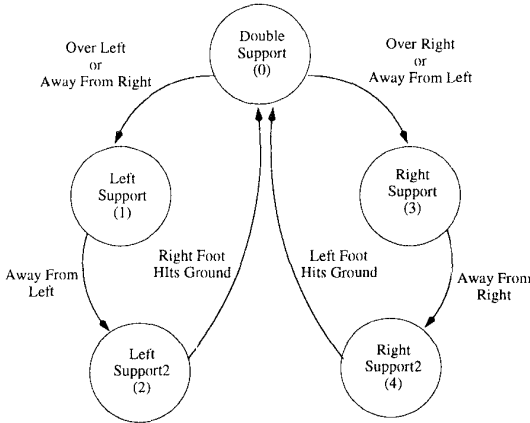 Double
Support
(0)
Over Left
or
Away From Right
Over Right
or
Away From Left
Left
Support
(1)
Right
Support
(3)
Right Foot
HIts Ground
Left Foot
Hits Ground
Away From
Left
Away From
Right
Left
Support2
(2)
Right
Support2
(4)